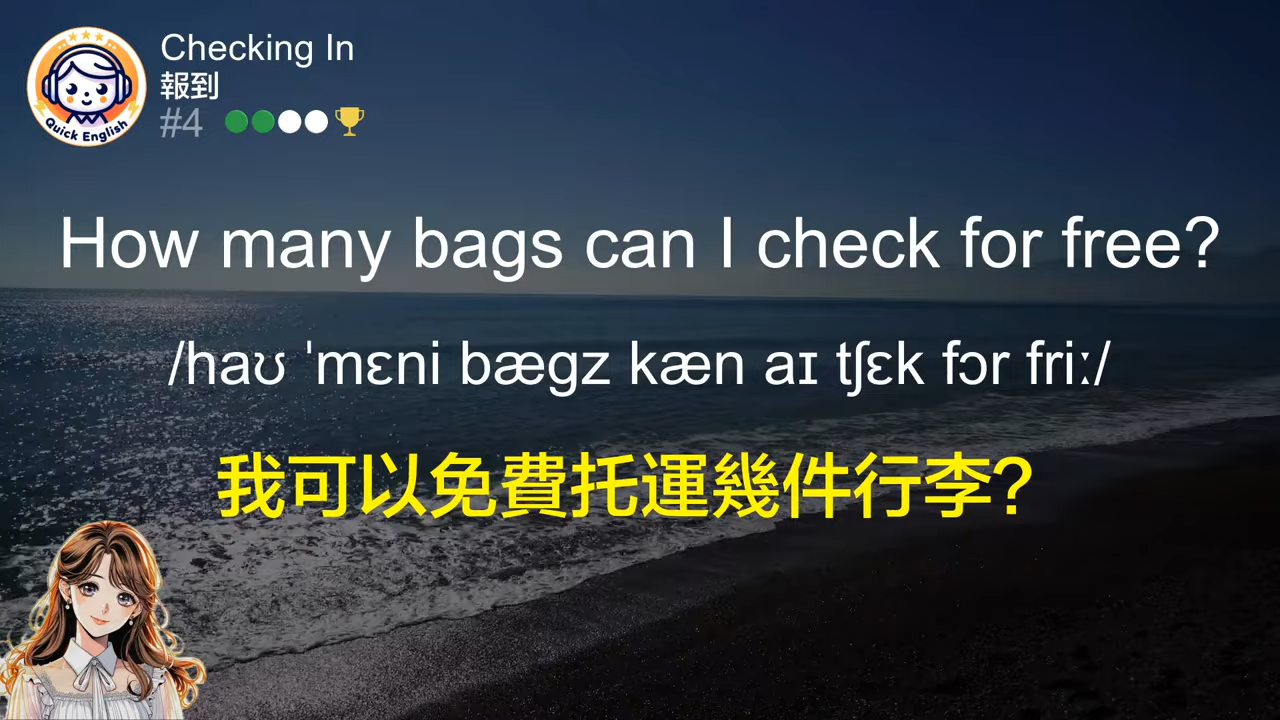 Checking In
報到
#4
Quick English
How many bags can I check for free?
/haʊ ˈmɛni bægz kæn aɪ tʃɛk fɔr friː/
我可以免費托運幾件行李?